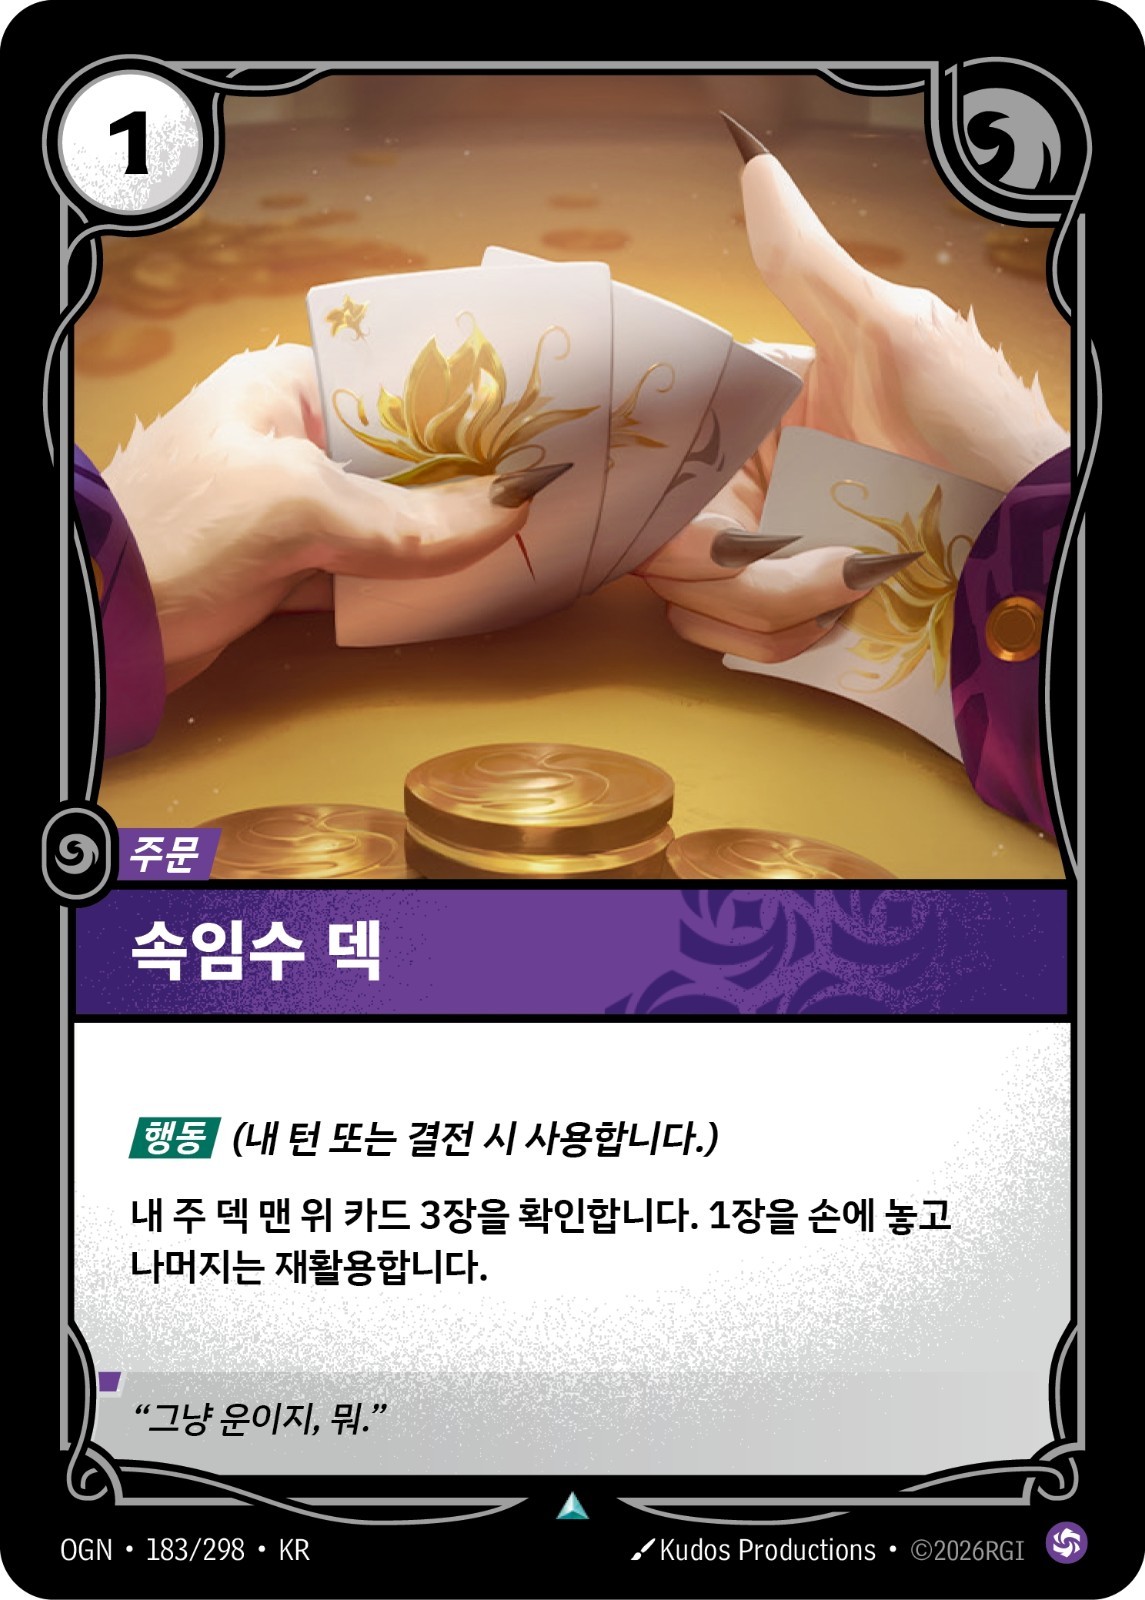 1
주문
속임수 덱
행동 (내 턴 또는 결전 시 사용합니다.)
내 주 덱 맨 위 카드 3장을 확인합니다. 1장을 손에 놓고
나머지는 재활용합니다.
“그냥 운이지, 뭐.”
OGN • 183/298 • KR
Kudos Productions • ©2026RGI